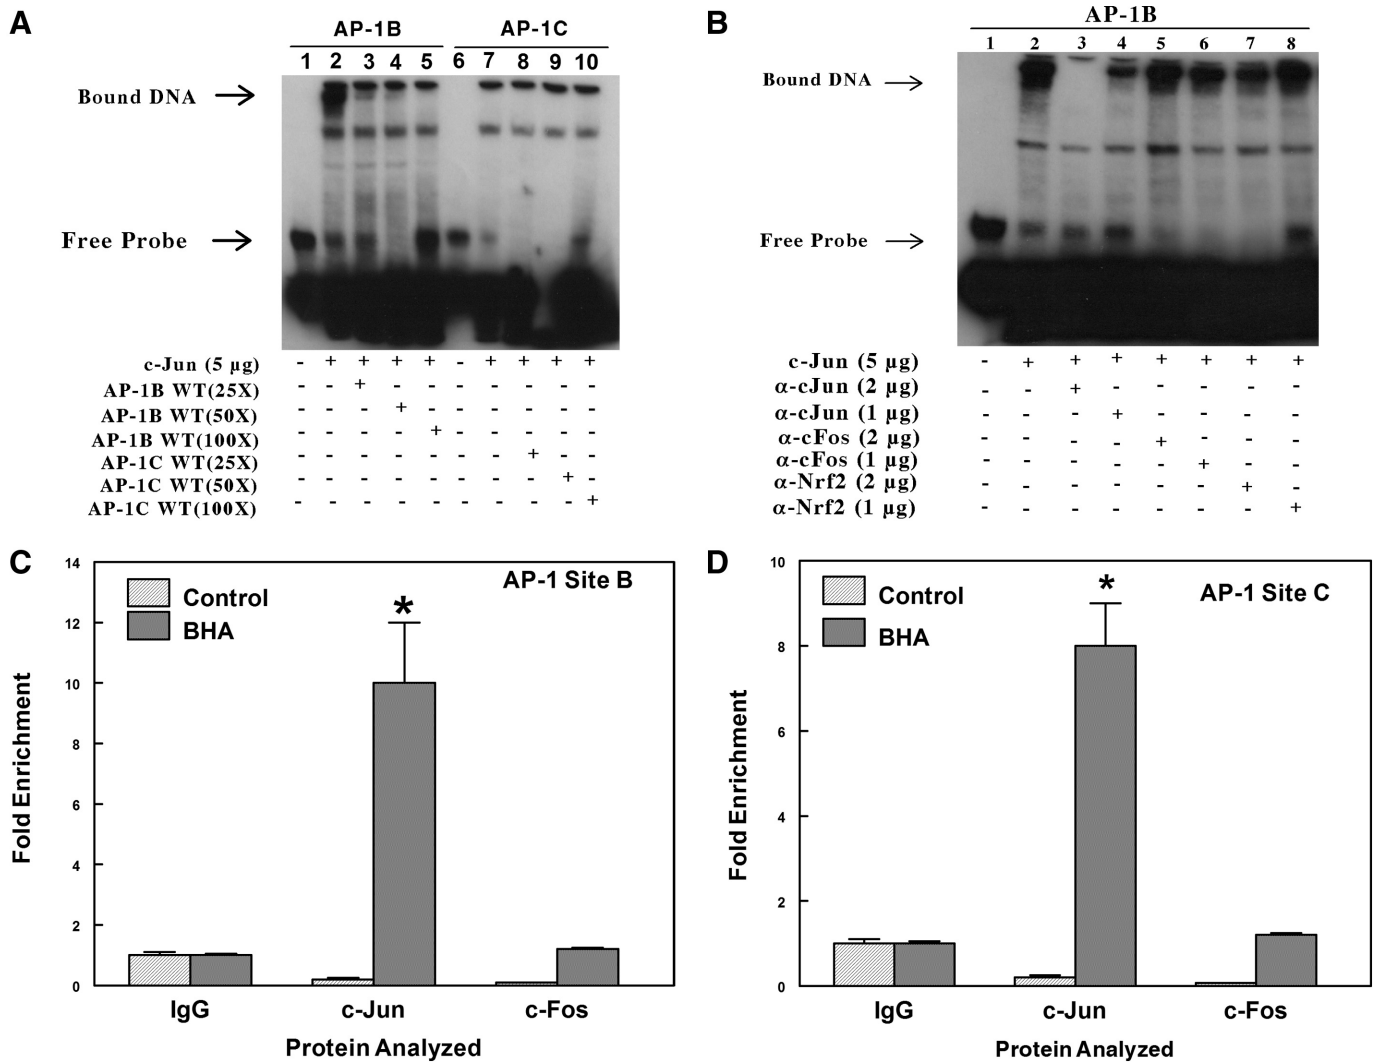 A
AP-1B AP-1C
1 2 3 4 5 6 7 8 9 10
Bound DNA
Free Probe
c-Jun (5 µg) - + + + + - + + + +
AP-1B WT(25X) - - + - - - - - - -
AP-1B WT(50X) - - - + - - - - - -
AP-1B WT(100X) - - - - + - - - - -
AP-1C WT(25X) - - - - - - - + - -
AP-1C WT(50X) - - - - - - - - + -
AP-1C WT(100X) - - - - - - - - - +
B
AP-1B
1 2 3 4 5 6 7 8
Bound DNA
Free Probe
c-Jun (5 µg) - + + + + + + +
α-cJun (2 µg) - - + - - - - -
α-cJun (1 µg) - - - + - - - -
α-cFos (2 µg) - - - - + - - -
α-cFos (1 µg) - - - - - + - -
α-Nrf2 (2 µg) - - - - - - + -
α-Nrf2 (1 µg) - - - - - - - +
C
AP-1 Site B
Control
BHA
*
Fold Enrichment
14
12
10
8
6
4
2
0
IgG c-Jun c-Fos
Protein Analyzed
D
AP-1 Site C
Control
BHA
*
Fold Enrichment
10
8
6
4
2
0
IgG c-Jun c-Fos
Protein Analyzed